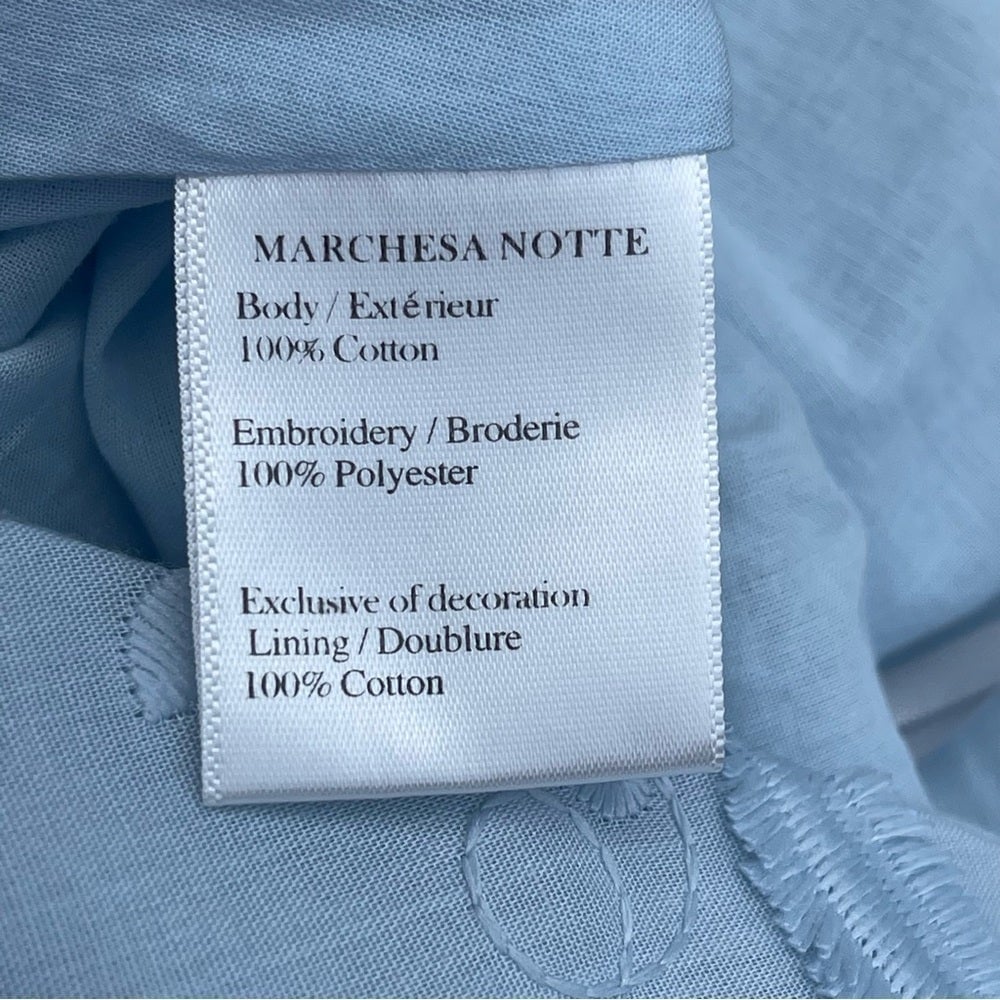 MARCHESA NOTTE
Body / Extérieur
100% Cotton
Embroidery / Broderie
100% Polyester
Exclusive of decoration
Lining / Doublure
100% Cotton